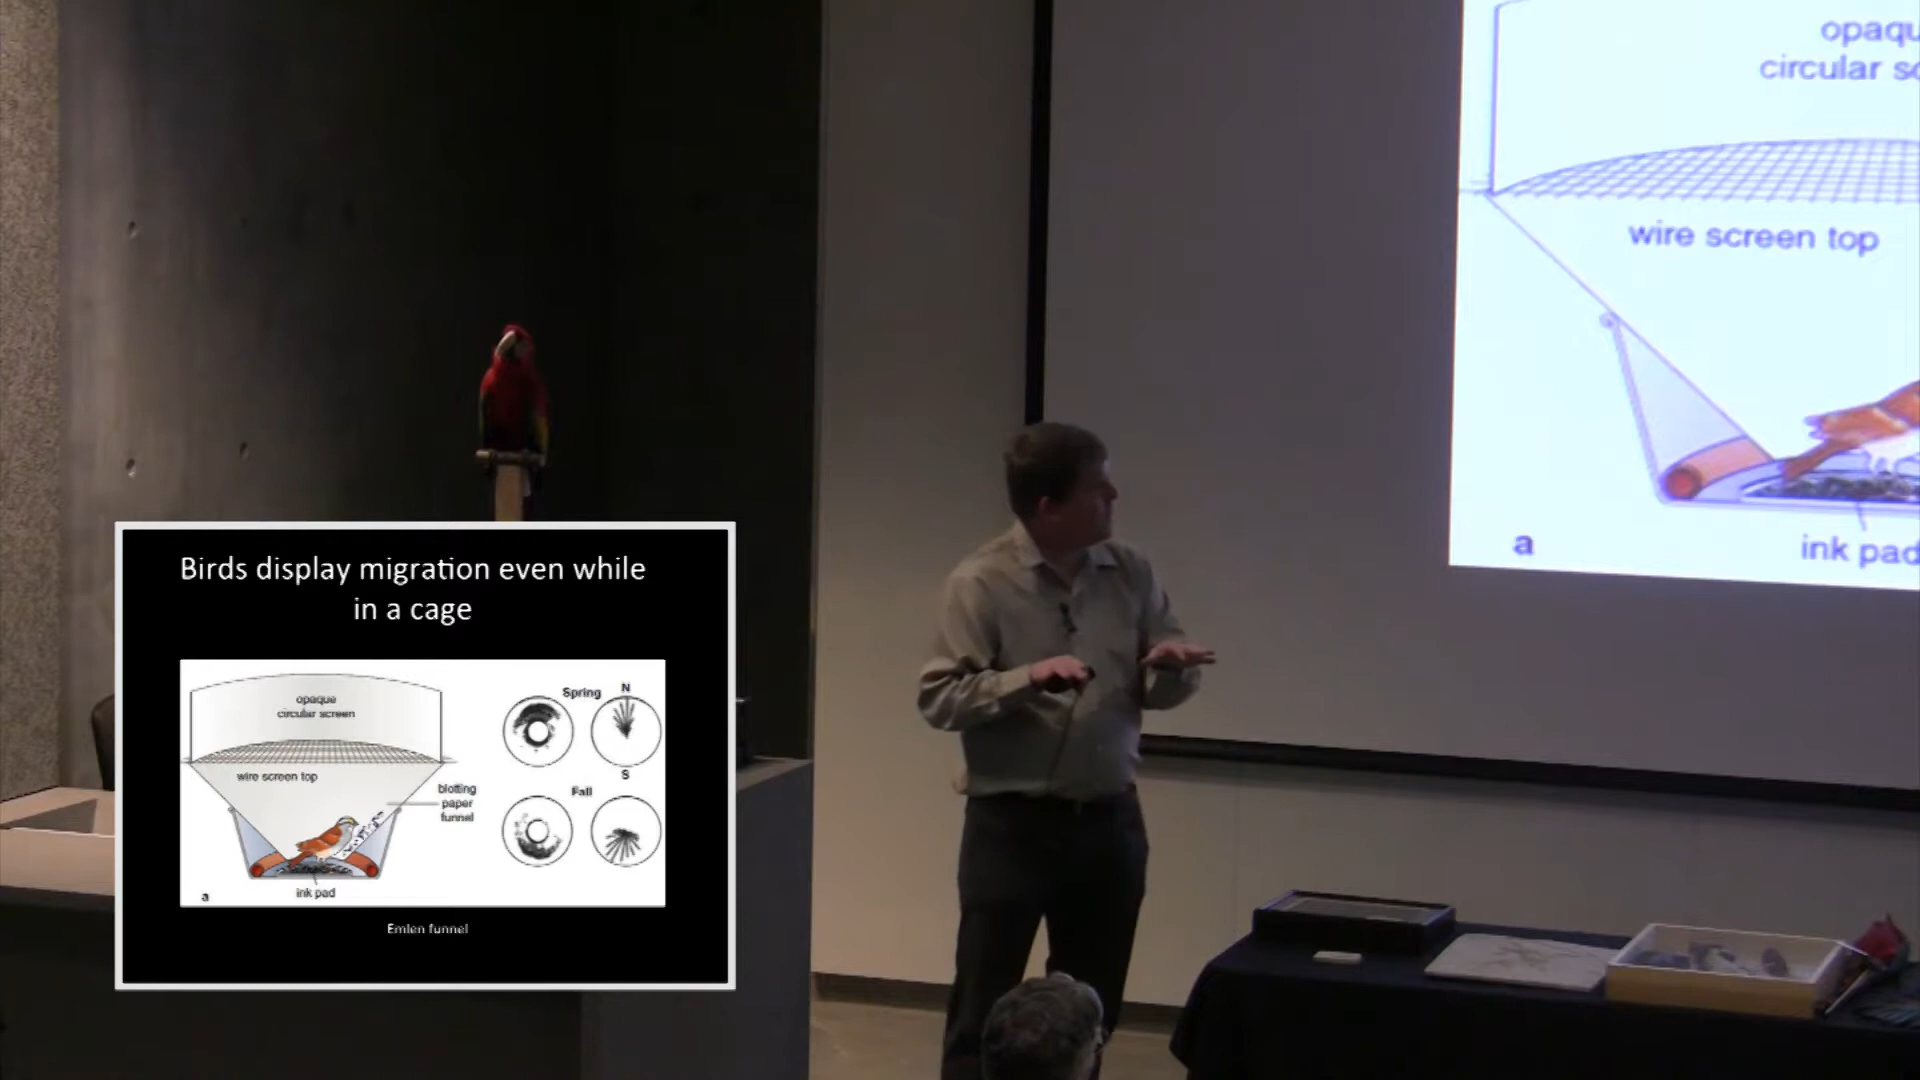 opaqu
circular sc
wire screen top
a
ink pad
Birds display migration even while
in a cage
opaque
circular screen
wire screen top
blotting
paper
funnel
ink pad
a
Spring
N
S
Fall
Emlen funnel